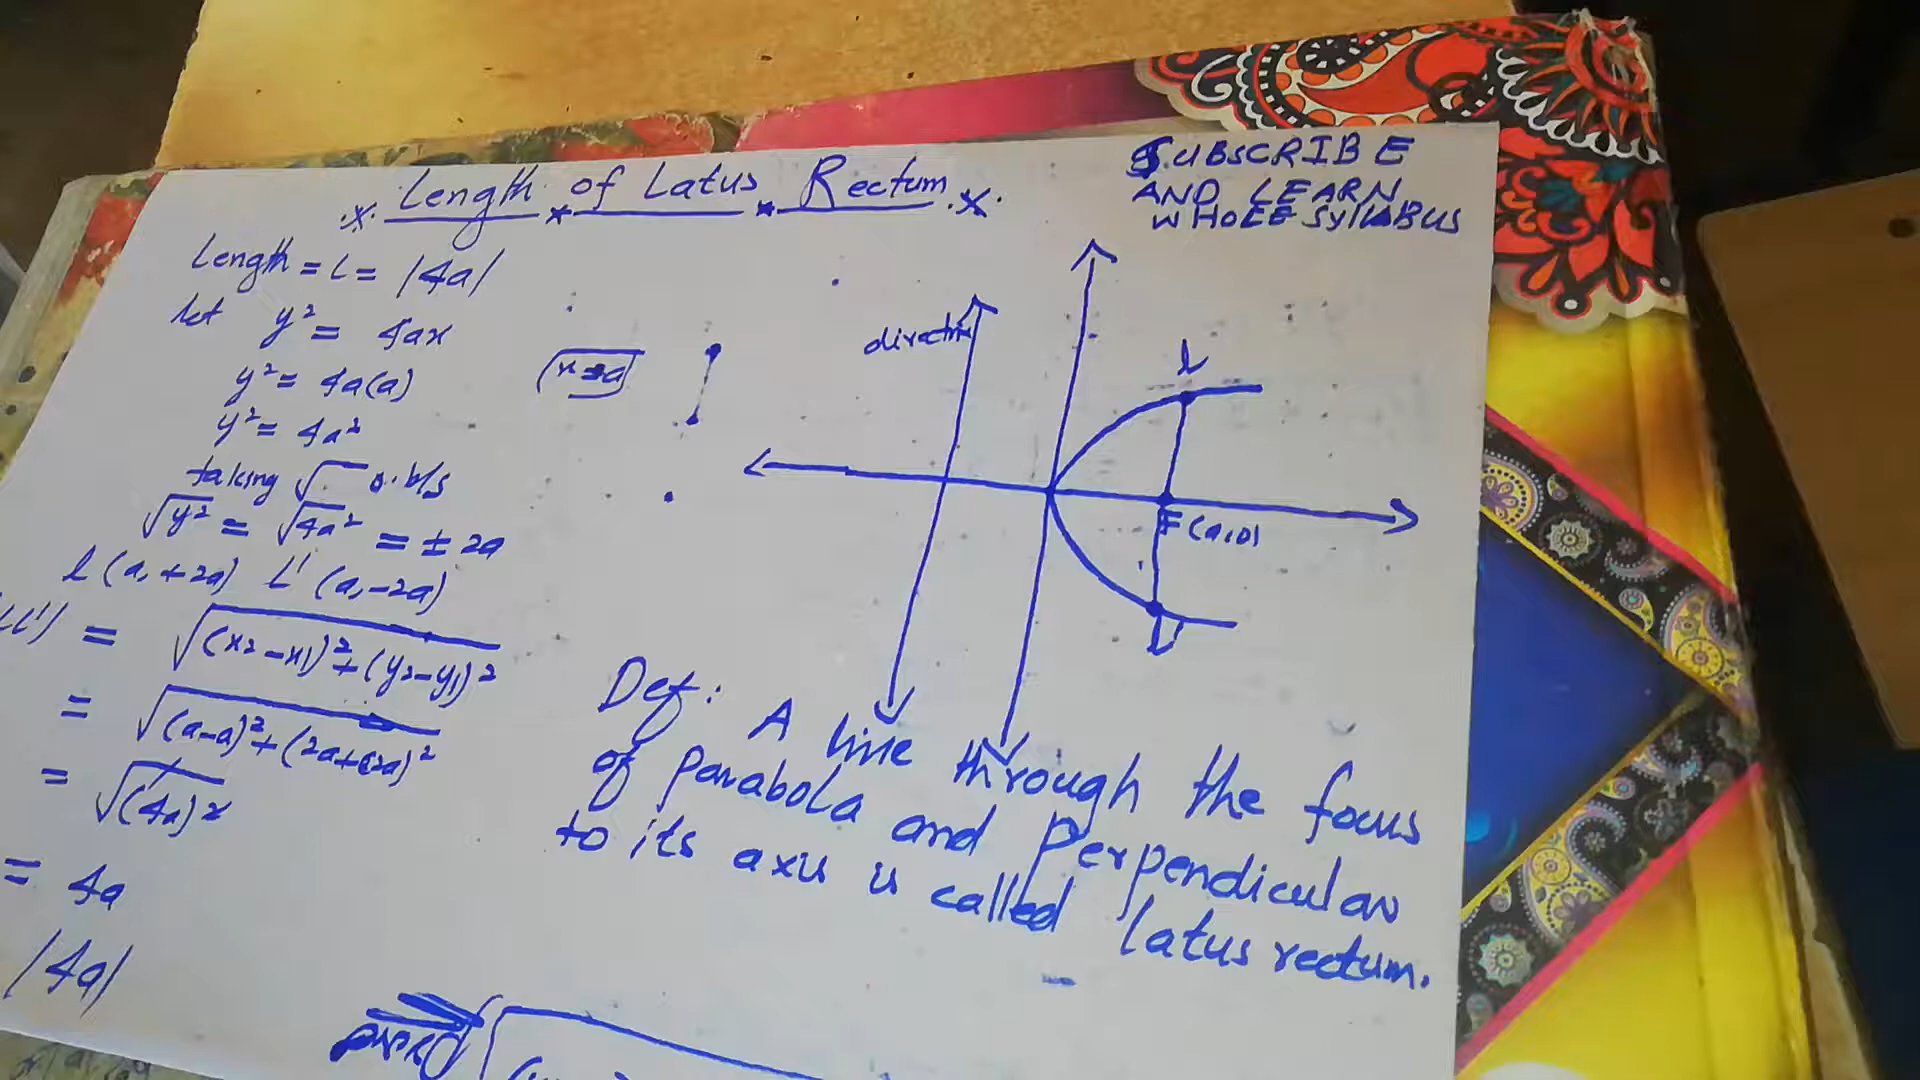 Length of Latus Rectum
SUBSCRIBE
AND LEARN
WHOLE SYLLABUS
Length = L = |4a|
let y² = 4ax
y² = 4a(a)
(x=a)
y² = 4a²
taking √ o.b/s
√y² = √4a² = ± 2a
L (a, +2a) L' (a, -2a)
= √(x₂-x₁)²+(y₂-y₁)²
= √(a-a)²+(2a+2a)²
= √(4a)²
= 4a
|4a|
directrix
L
F(a,0)
L'
Def: A line through the focus
of parabola and perpendicular
to its axis is called latus rectum.